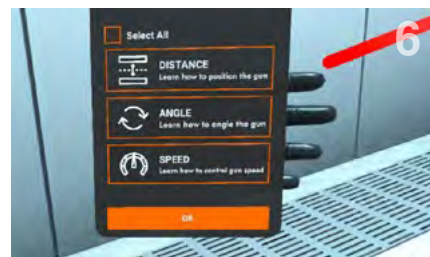 6
Select All
DISTANCE
Learn how to position the gun
ANGLE
Learn how to angle the gun
SPEED
Learn how to control gun speed
OK